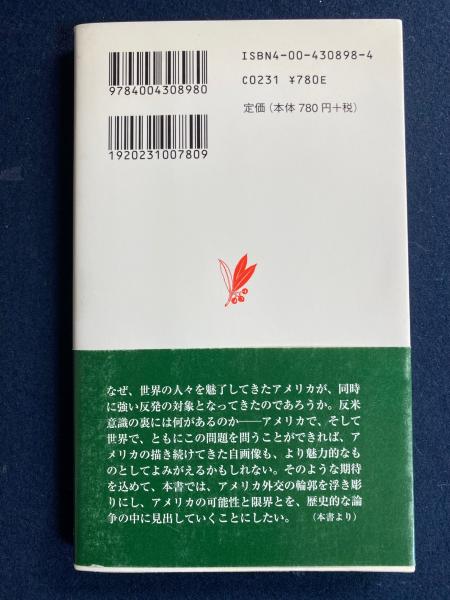 ISBN4-00-430898-4
9784004308980
C0231 ¥780E
定価(本体 780 円+税)
1920231007809
なぜ、世界の人々を魅了してきたアメリカが、同時
に強い反発の対象となってきたのであろうか。反米
意識の裏には何があるのか――アメリカで、そして
世界で、ともにこの問題を問うことができれば、ア
メリカの描き続けてきた自画像も、より魅力的なも
のとしてよみがえるかもしれない。そのような期待
を込めて、本書では、アメリカ外交の輪郭を浮き彫
りにし、アメリカの可能性と限界とを、歴史的な論
争の中に見出していくことにしたい。 (本書より)